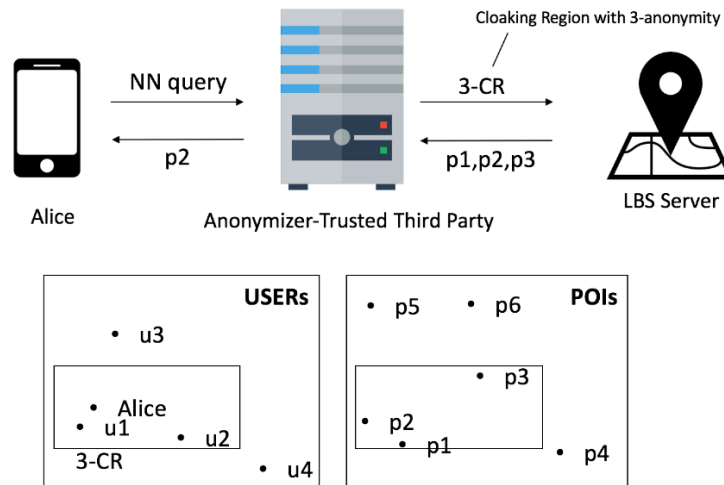 Cloaking Region with 3-anonymity
NN query
3-CR
p2
p1,p2,p3
Alice
Anonymizer-Trusted Third Party
LBS Server
USERs
u3
Alice
u1
u2
3-CR
u4
POIs
p5
p6
p3
p2
p1
p4